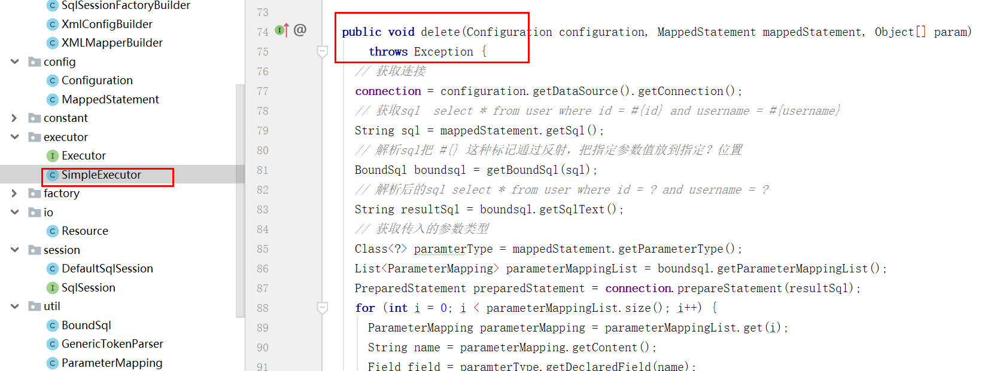 SqlSessionFactoryBuilder
XmlConfigBuilder
XMLMapperBuilder
config
Configuration
MappedStatement
constant
executor
Executor
SimpleExecutor
factory
io
Resource
session
DefaultSqlSession
SqlSession
util
BoundSql
GenericTokenParser
ParameterMapping
73
74 public void delete(Configuration configuration, MappedStatement mappedStatement, Object[] param)
75 throws Exception {
76 // 获取连接
77 connection = configuration.getDataSource().getConnection();
78 // 获取sql select * from user where id = #{id} and username = #{username}
79 String sql = mappedStatement.getSql();
80 // 解析sql把 #{} 这种标记通过反射，把指定参数值放到指定？位置
81 BoundSql boundsql = getBoundSql(sql);
82 // 解析后的sql select * from user where id = ? and username = ?
83 String resultSql = boundsql.getSqlText();
84 // 获取传入的参数类型
85 Class<?> paramterType = mappedStatement.getParameterType();
86 List<ParameterMapping> parameterMappingList = boundsql.getParameterMappingList();
87 PreparedStatement preparedStatement = connection.prepareStatement(resultSql);
88 for (int i = 0; i < parameterMappingList.size(); i++) {
89 ParameterMapping parameterMapping = parameterMappingList.get(i);
90 String name = parameterMapping.getContent();
91 Field field = paramterType.getDeclaredField(name);